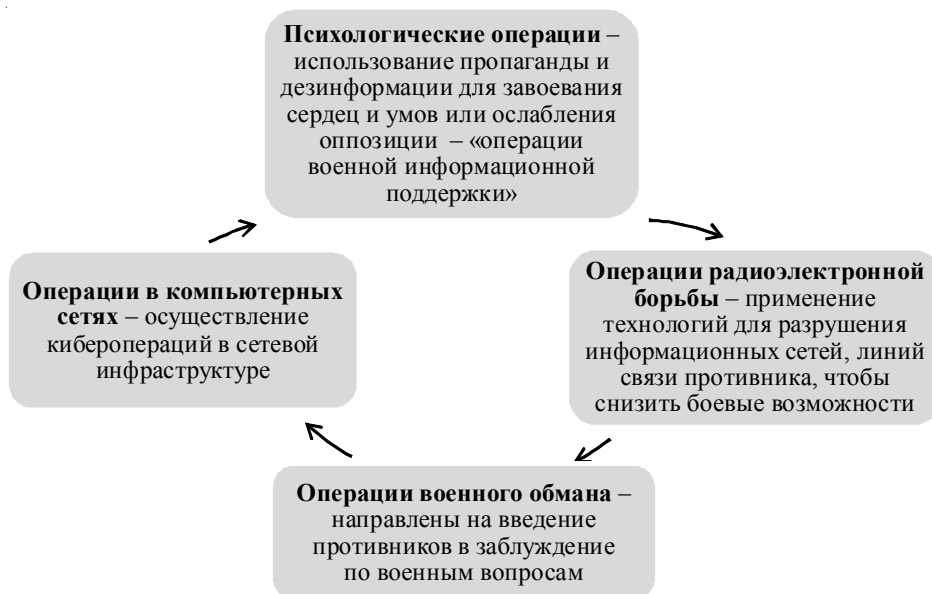 Психологические операции –
использование пропаганды и
дезинформации для завоевания
сердец и умов или ослабления
оппозиции – «операции
военной информационной
поддержки»
Операции в компьютерных
сетях – осуществление
киберопераций в сетевой
инфраструктуре
Операции радиоэлектронной
борьбы – применение
технологий для разрушения
информационных сетей, линий
связи противника, чтобы
снизить боевые возможности
Операции военного обмана –
направлены на введение
противников в заблуждение
по военным вопросам